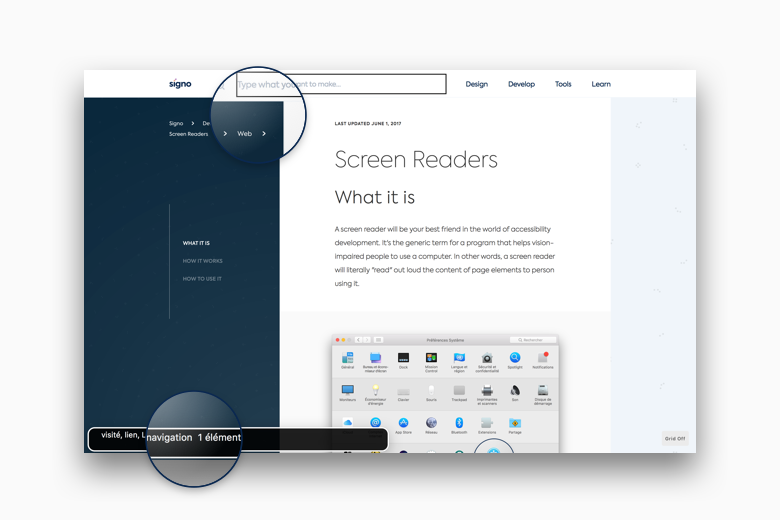 signo
Type what you want to make...
Design
Develop
Tools
Learn
Signo > De
Screen Readers > Web >
LAST UPDATED JUNE 1, 2017
Screen Readers
What it is
WHAT IT IS
HOW IT WORKS
HOW TO USE IT
A screen reader will be your best friend in the world of accessibility
development. It's the generic term for a program that helps vision-
impaired people to use a computer. In other words, a screen reader
will literally "read" out loud the content of page elements to person
using it.
Préférences Système
Rechercher
Général
Bureau et écono-
miseur d'écran
Dock
Mission
Control
Langue et
région
Sécurité et
confidentialité
Spotlight
Notifications
Moniteurs
Économiseur
d'énergie
Clavier
Souris
Trackpad
Imprimantes
et scanners
Son
Disque de
démarrage
iCloud
App Store
Réseau
Bluetooth
Extensions
Partage
visité, lien, L navigation 1 élément
Grid Off